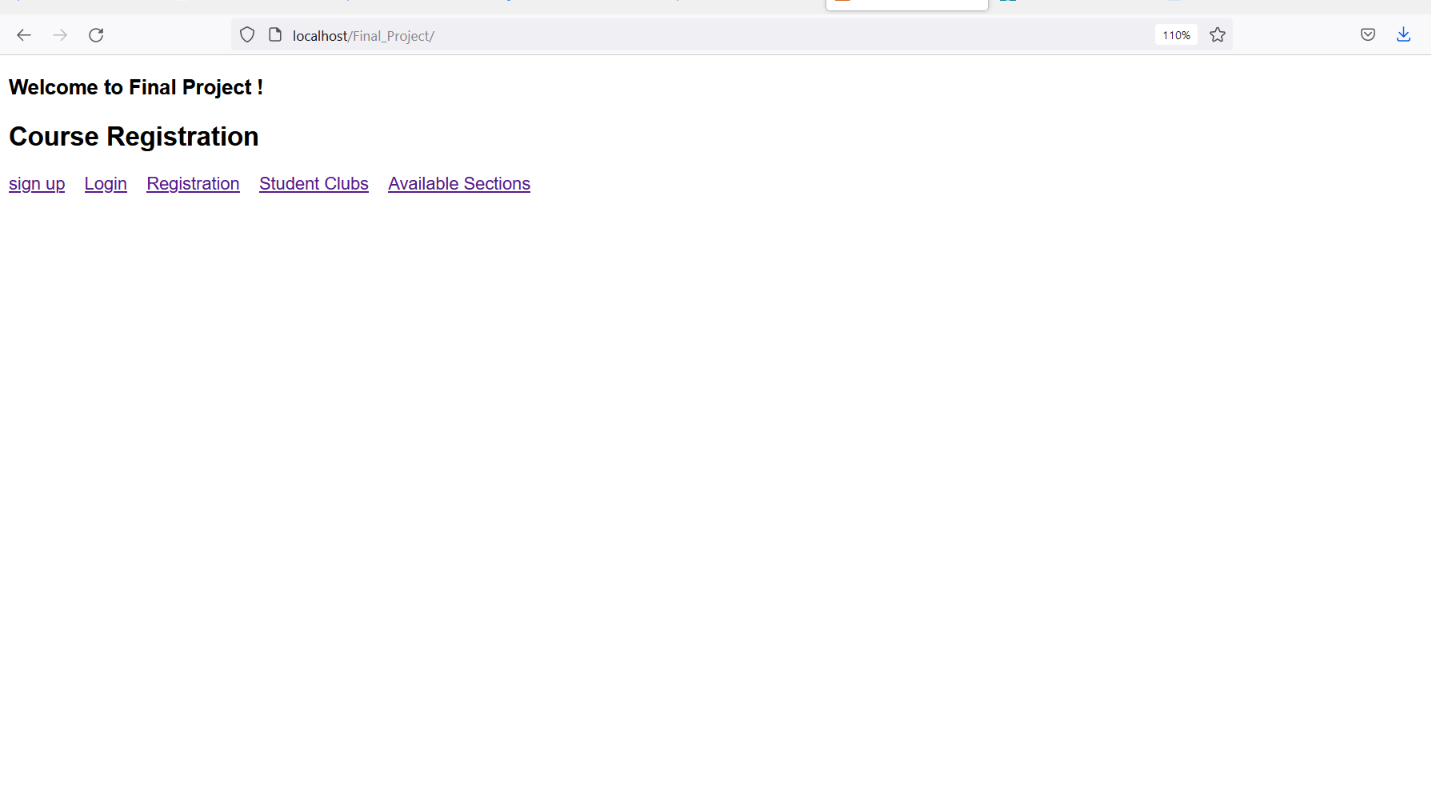 localhost/Final_Project/ 110%
Welcome to Final Project !
Course Registration
sign up Login Registration Student Clubs Available Sections